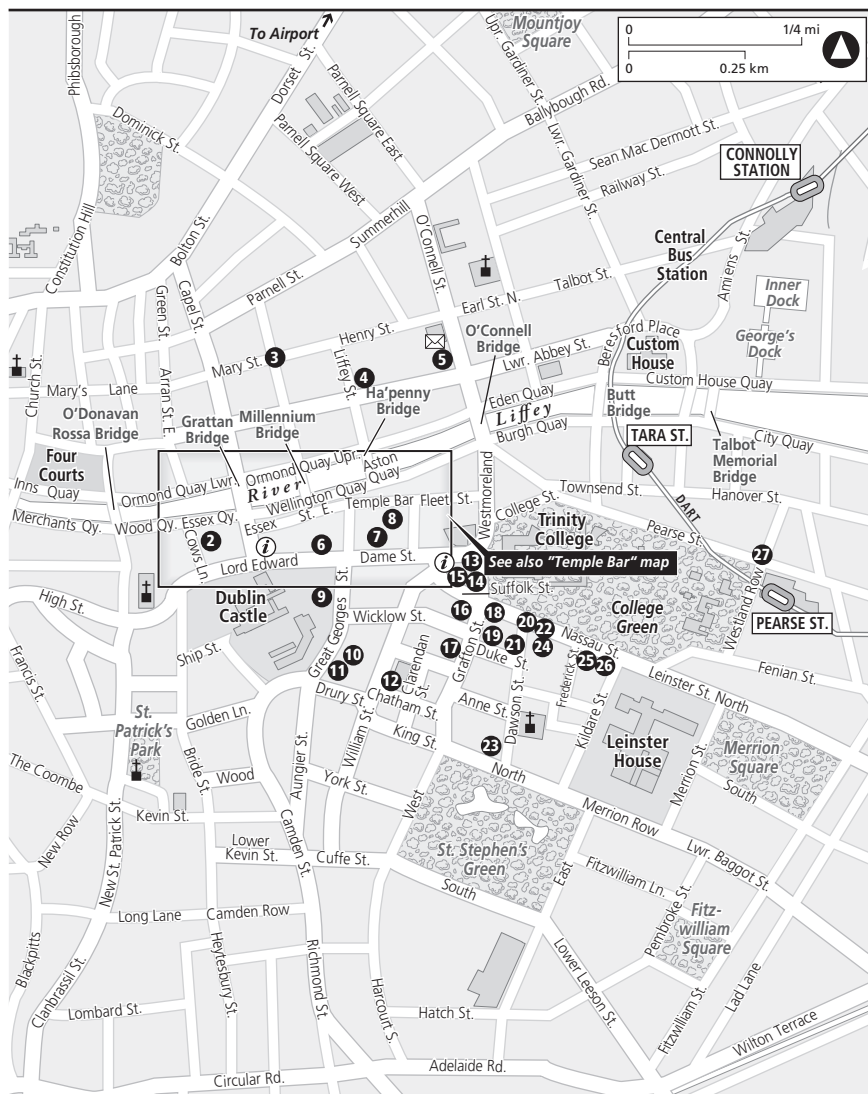 To Airport
Mountjoy
Square
0
1/4 mi
0
0.25 km
Phibsborough
Dorset St.
Upr. Gardiner St.
Parnell Square East
Ballybough Rd.
Dominick St.
Parnell Square West
Lwr. Gardiner St.
Sean Mac Dermott St.
CONNOLLY
STATION
Railway St.
Constitution Hill
Bolton St.
Summerhill
O'Connell St.
Central
Bus
Station
Amiens St.
Parnell St.
Talbot St.
Inner
Dock
Capel St.
Green St.
Earl St. N.
Henry St.
O'Connell
Bridge
Beresford Place
George's
Dock
Church St.
Mary St.
3
Liffey St.
4
5
Lwr. Abbey St.
Custom
House
Mary's Lane
Arran St. E.
Ha'penny
Bridge
Eden Quay
Custom House Quay
O'Donavan
Rossa Bridge
Grattan
Bridge
Millennium
Bridge
Liffey
Burgh Quay
Butt
Bridge
City Quay
Four
Courts
TARA ST.
Talbot
Memorial
Bridge
Inns Quay
Ormond Quay Lwr.
Ormond Quay Upr.
Aston
Quay
River
Wellington Quay
Westmoreland
Townsend St.
Hanover St.
Merchants Qy.
Wood Qy.
Essex Qy.
Essex St. E.
Temple Bar
Fleet St.
College St.
DART
Pearse St.
2
Cows Ln.
i
6
7
8
Trinity
College
27
Lord Edward
Dame St.
i
13
See also "Temple Bar" map
15
14
Suffolk St.
High St.
Dublin
Castle
9
St.
Great Georges
Wicklow St.
16
18
College
Green
Westland Row
PEARSE ST.
20
22
Nassau St.
Ship St.
10
11
17
Grafton St.
19
21
24
Duke St.
25
26
Fenian St.
Francis St.
12
Clarendan
St.
Frederick St.
Leinster St. North
Drury St.
Chatham St.
Anne St.
Dawson St.
Kildare St.
St.
Patrick's
Park
Golden Ln.
William St.
King St.
23
Leinster
House
Merrion St.
Merrion
Square
The Coombe
Bride St.
Wood
Aungier St.
York St.
West
North
South
Kevin St.
Merrion Row
New Row
New St. Patrick St.
Lower
Kevin St.
Camden St.
Cuffe St.
St. Stephen's
Green
Lwr. Baggot St.
East
Fitzwilliam Ln.
South
Pembroke St.
Long Lane
Camden Row
Fitz-
william
Square
Blackpitts
Clanbrassil St.
Heytesbury St.
Richmond St.
Harcourt S.
Lower Leeson St.
Fitzwilliam St.
Lad Lane
Lombard St.
Hatch St.
Wilton Terrace
Adelaide Rd.
Circular Rd.